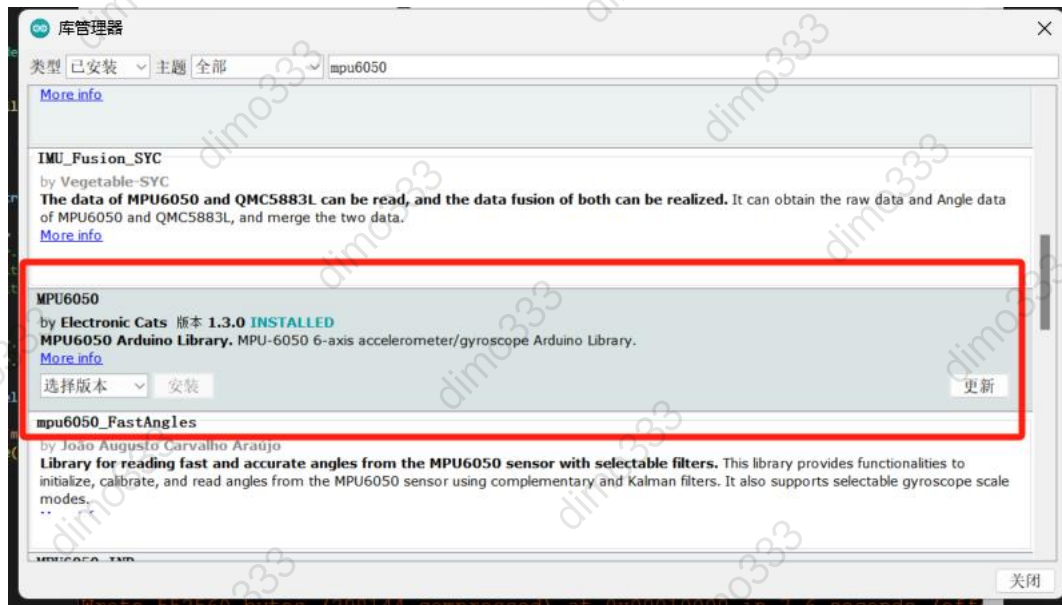 库管理器
类型 已安装 主题 全部 mpu6050
More info
IMU_Fusion_SYC
by Vegetable-SYC
The data of MPU6050 and QMC5883L can be read, and the data fusion of both can be realized. It can obtain the raw data and Angle data
of MPU6050 and QMC5883L, and merge the two data.
More info
MPU6050
by Electronic Cats 版本 1.3.0 INSTALLED
MPU6050 Arduino Library. MPU-6050 6-axis accelerometer/gyroscope Arduino Library.
More info
选择版本 安装 更新
mpu6050_FastAngles
by João Augusto Carvalho Araújo
Library for reading fast and accurate angles from the MPU6050 sensor with selectable filters. This library provides functionalities to
initialize, calibrate, and read angles from the MPU6050 sensor using complementary and Kalman filters. It also supports selectable gyroscope scale
modes.
关闭
dimo333